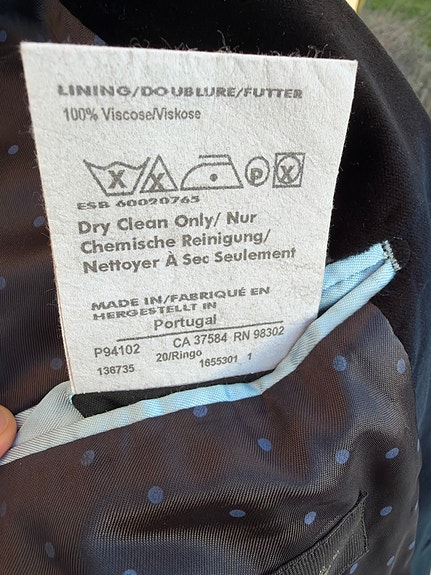 LINING/DOUBLURE/FUTTER
100% Viscose/Viskose
P
ESB 60020765
Dry Clean Only/ Nur
Chemische Reinigung/
Nettoyer À Sec Seulement
MADE IN/FABRIQUÉ EN
HERGESTELLT IN
Portugal
P94102 CA 37584 RN 98302
136735 20/Ringo 1655301 1